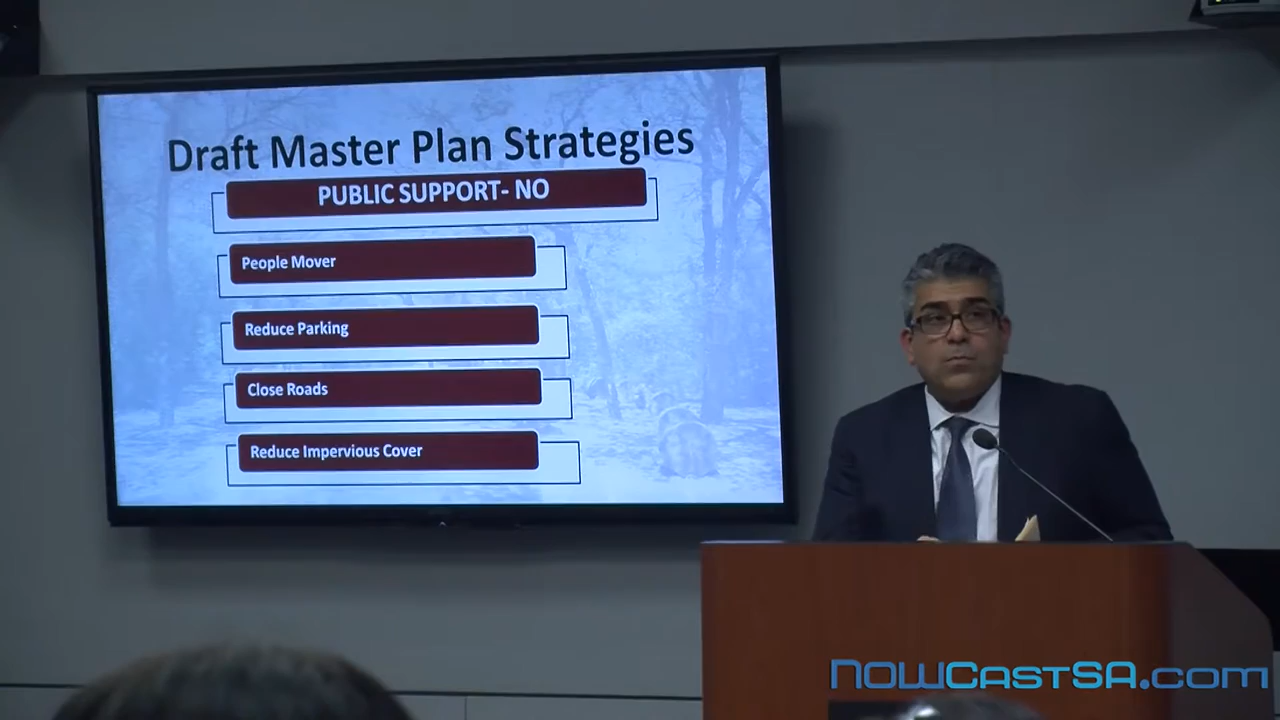 Draft Master Plan Strategies
PUBLIC SUPPORT- NO
People Mover
Reduce Parking
Close Roads
Reduce Impervious Cover
NOWCASTSA.com